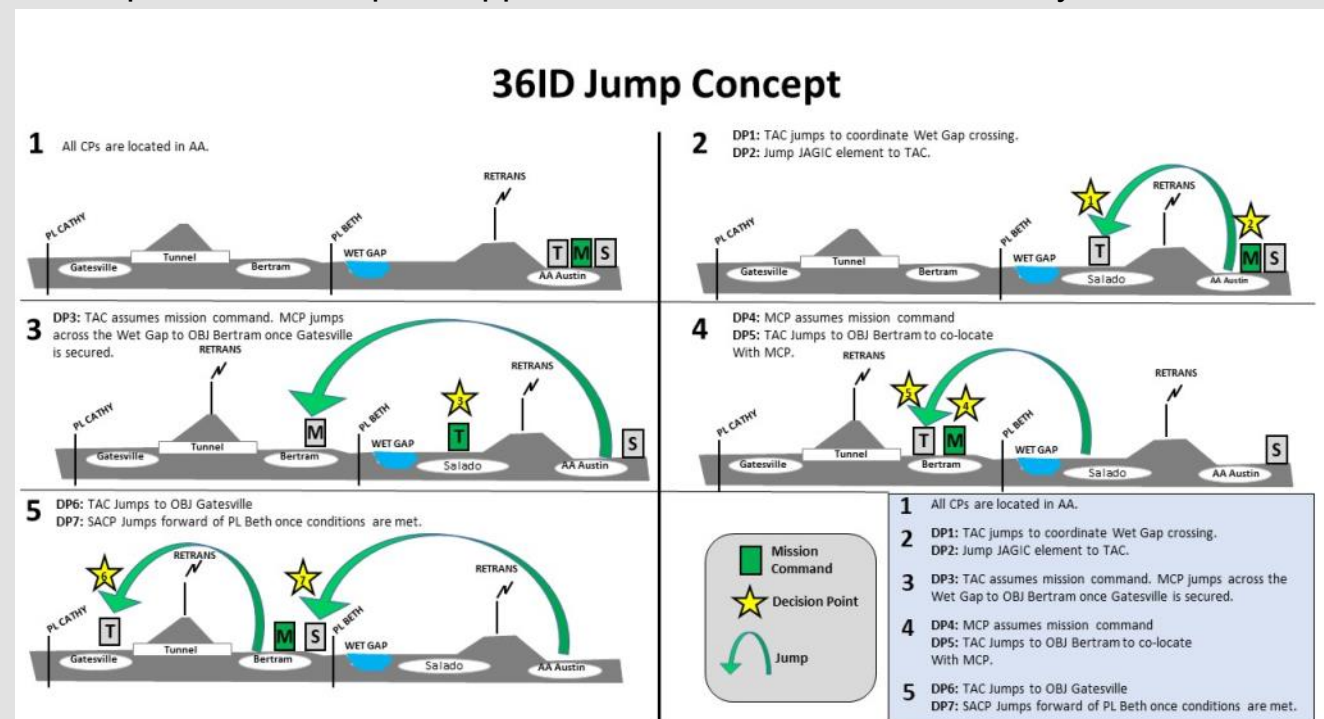 36ID Jump Concept
1 All CPs are located in AA.
RETRANS
PL CATHY
PL BETH
Tunnel
WET GAP
T M S
Gatesville
Bertram
AA Austin
2 DP1: TAC jumps to coordinate Wet Gap crossing.
DP2: Jump JAGIC element to TAC.
RETRANS
1
2
PL CATHY
PL BETH
T
M S
Tunnel
WET GAP
Gatesville
Bertram
Salado
AA Austin
3 DP3: TAC assumes mission command. MCP jumps
across the Wet Gap to OBJ Bertram once Gatesville
is secured.
RETRANS
RETRANS
3
PL CATHY
PL BETH
M
T
S
Tunnel
WET GAP
Gatesville
Bertram
Salado
AA Austin
4 DP4: MCP assumes mission command
DP5: TAC Jumps to OBJ Bertram to co-locate
With MCP.
RETRANS
RETRANS
5
4
PL CATHY
PL BETH
T M
S
Tunnel
WET GAP
Gatesville
Bertram
Salado
AA Austin
5 DP6: TAC Jumps to OBJ Gatesville
DP7: SACP Jumps forward of PL Beth once conditions are met.
RETRANS
RETRANS
6
7
PL CATHY
PL BETH
T
M S
Tunnel
WET GAP
Gatesville
Bertram
Salado
AA Austin
Mission
Command
Decision Point
Jump
1 All CPs are located in AA.
2 DP1: TAC jumps to coordinate Wet Gap crossing.
DP2: Jump JAGIC element to TAC.
3 DP3: TAC assumes mission command. MCP jumps across the
Wet Gap to OBJ Bertram once Gatesville is secured.
4 DP4: MCP assumes mission command
DP5: TAC Jumps to OBJ Bertram to co-locate
With MCP.
5 DP6: TAC Jumps to OBJ Gatesville
DP7: SACP Jumps forward of PL Beth once conditions are met.